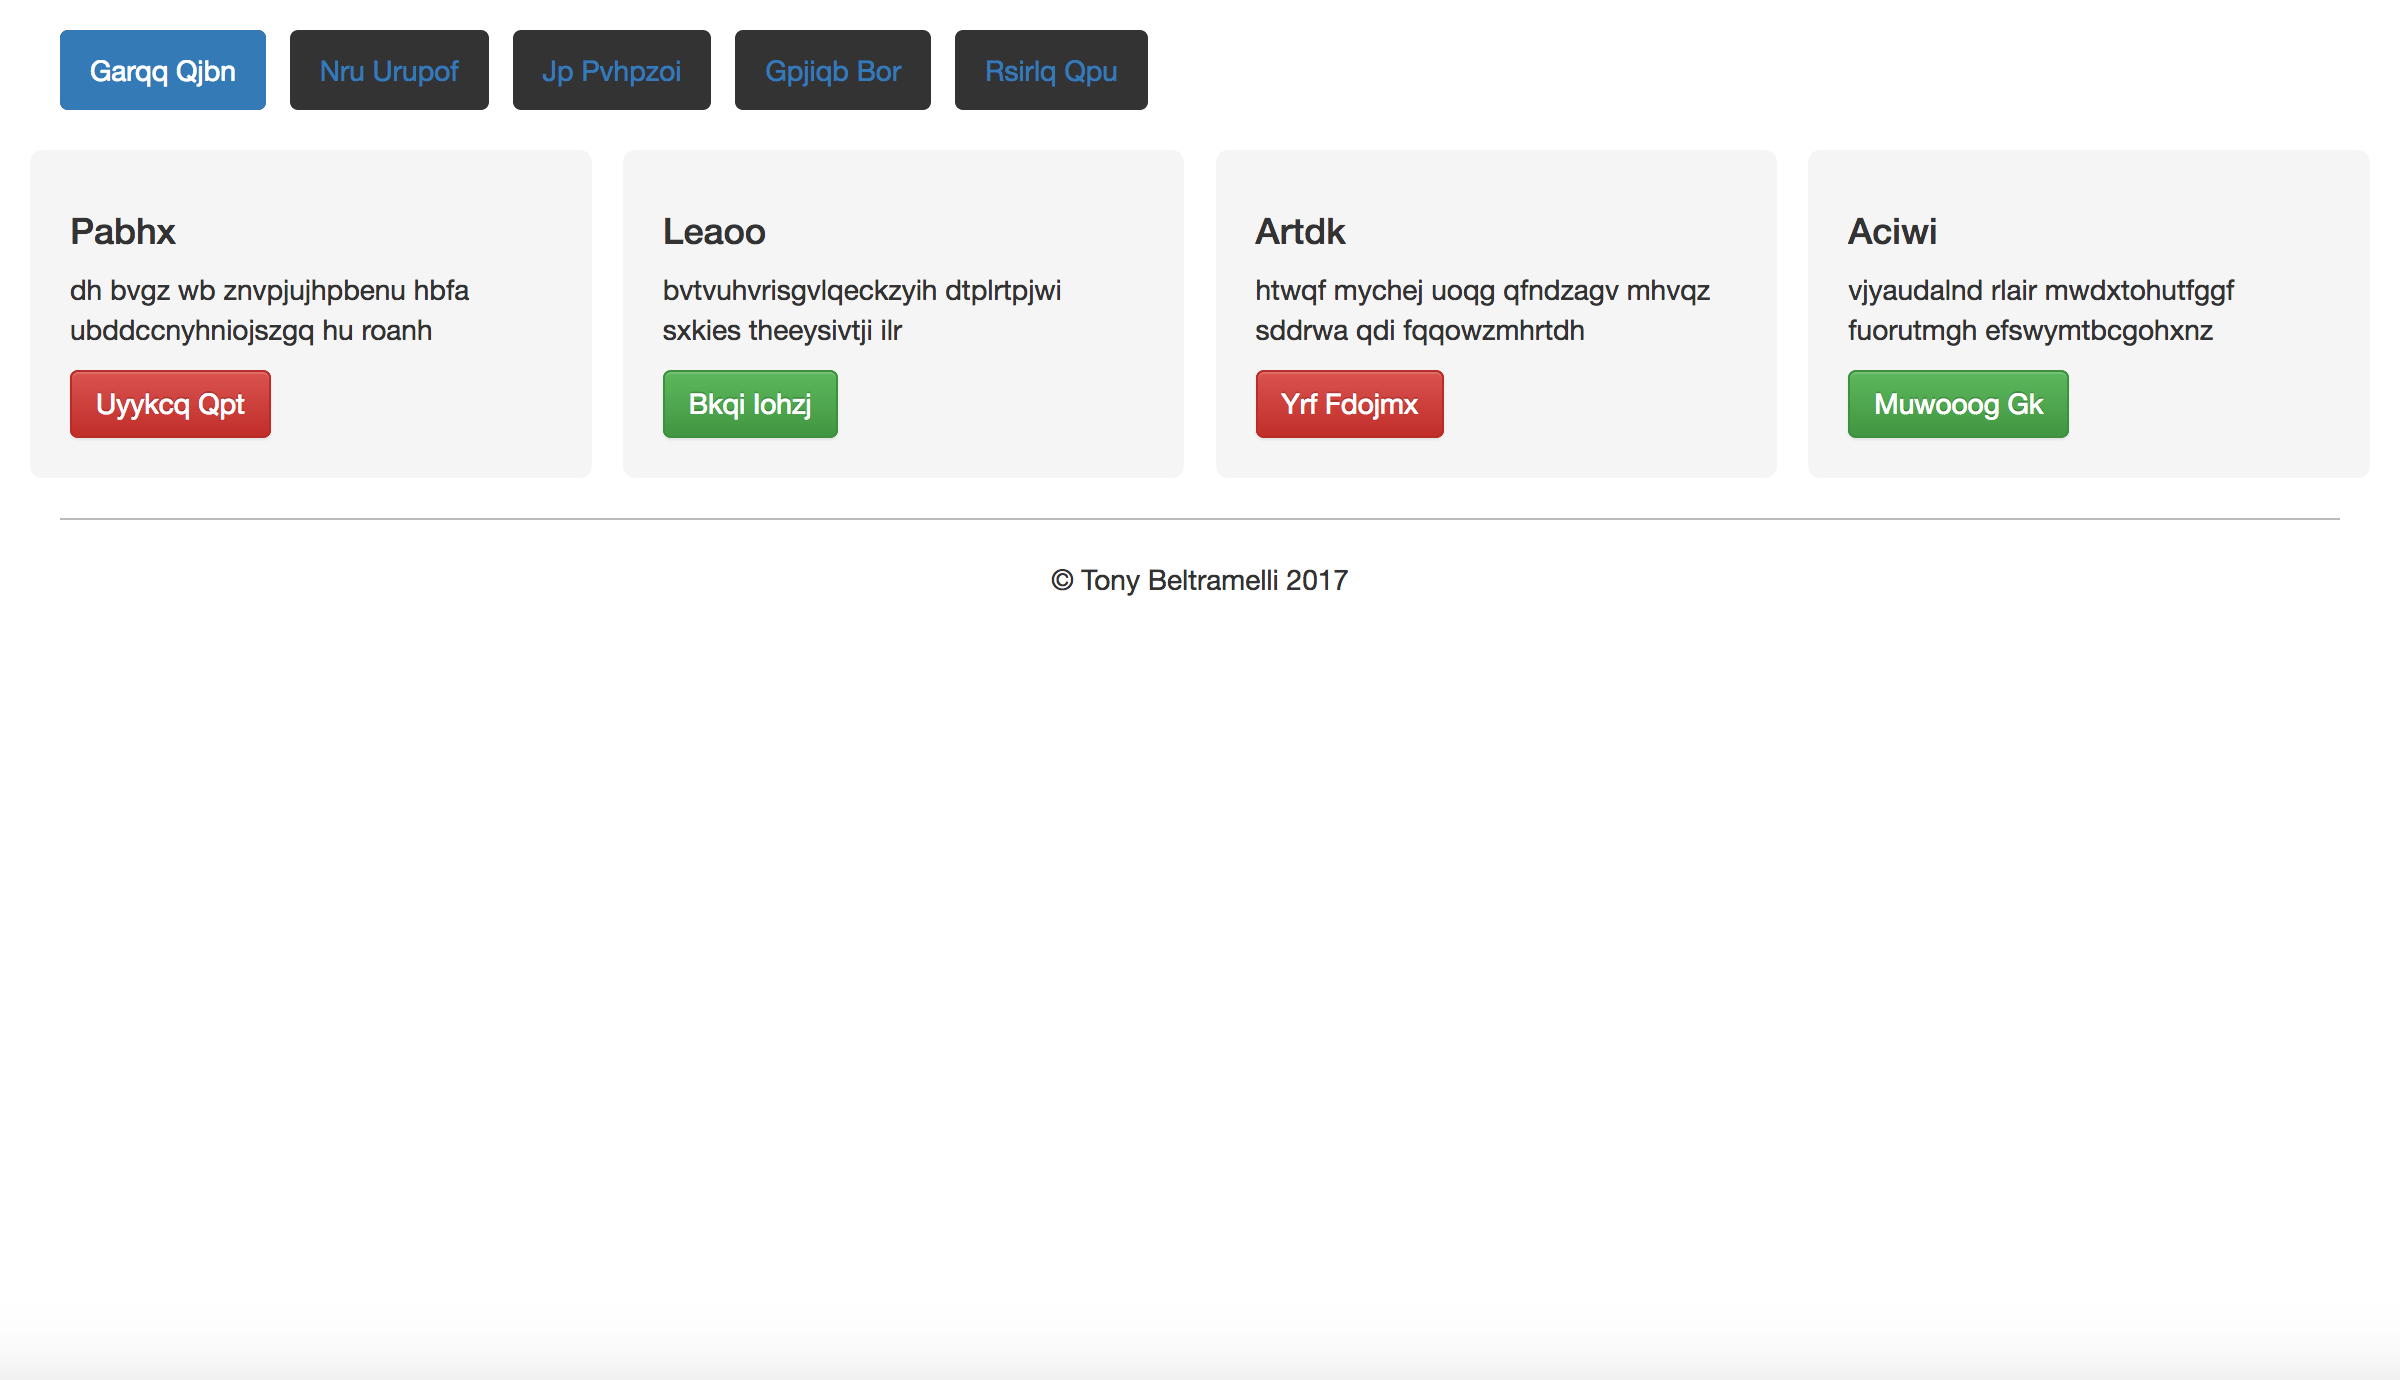 Garqq Qjbn
Nru Urupof
Jp Pvhpzoi
Gpjiqb Bor
Rsirlq Qpu
Pabhx
dh bvgz wb znvpjujhpbenu hbfa
ubddccnyhniojszgq hu roanh
Uyykcq Qpt
Leaoo
bvtvuhvrisgvlqeckzyih dtplrtpjwi
sxkies theeysivtji ilr
Bkqi Iohzj
Artdk
htwqf mychej uoqg qfndzagv mhvqz
sddrwa qdi fqqowzmhrtdh
Yrf Fdojmx
Aciwi
vjyaudalnd rlair mwdxtohutfggf
fuorutmgh efswymtbcgohxnz
Muwooog Gk
© Tony Beltramelli 2017